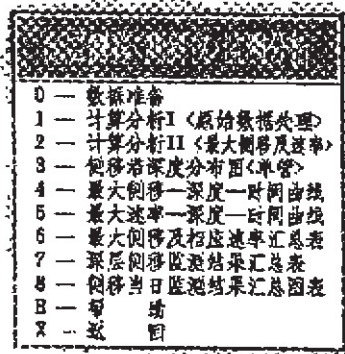 0 — 数据准备
1 — 计算分析I〈原始数据处理〉
2 — 计算分析II〈最大侧移及速率〉
3 — 侧移沿深度分布图〈单管〉
4 — 最大侧移—深度—时间曲线
5 — 最大速率—深度—时间曲线
6 — 最大侧移及相应速率汇总表
7 — 深层侧移监测结果汇总表
8 — 侧移当日监测结果汇总图表
B — 帮 助
X — 返 回